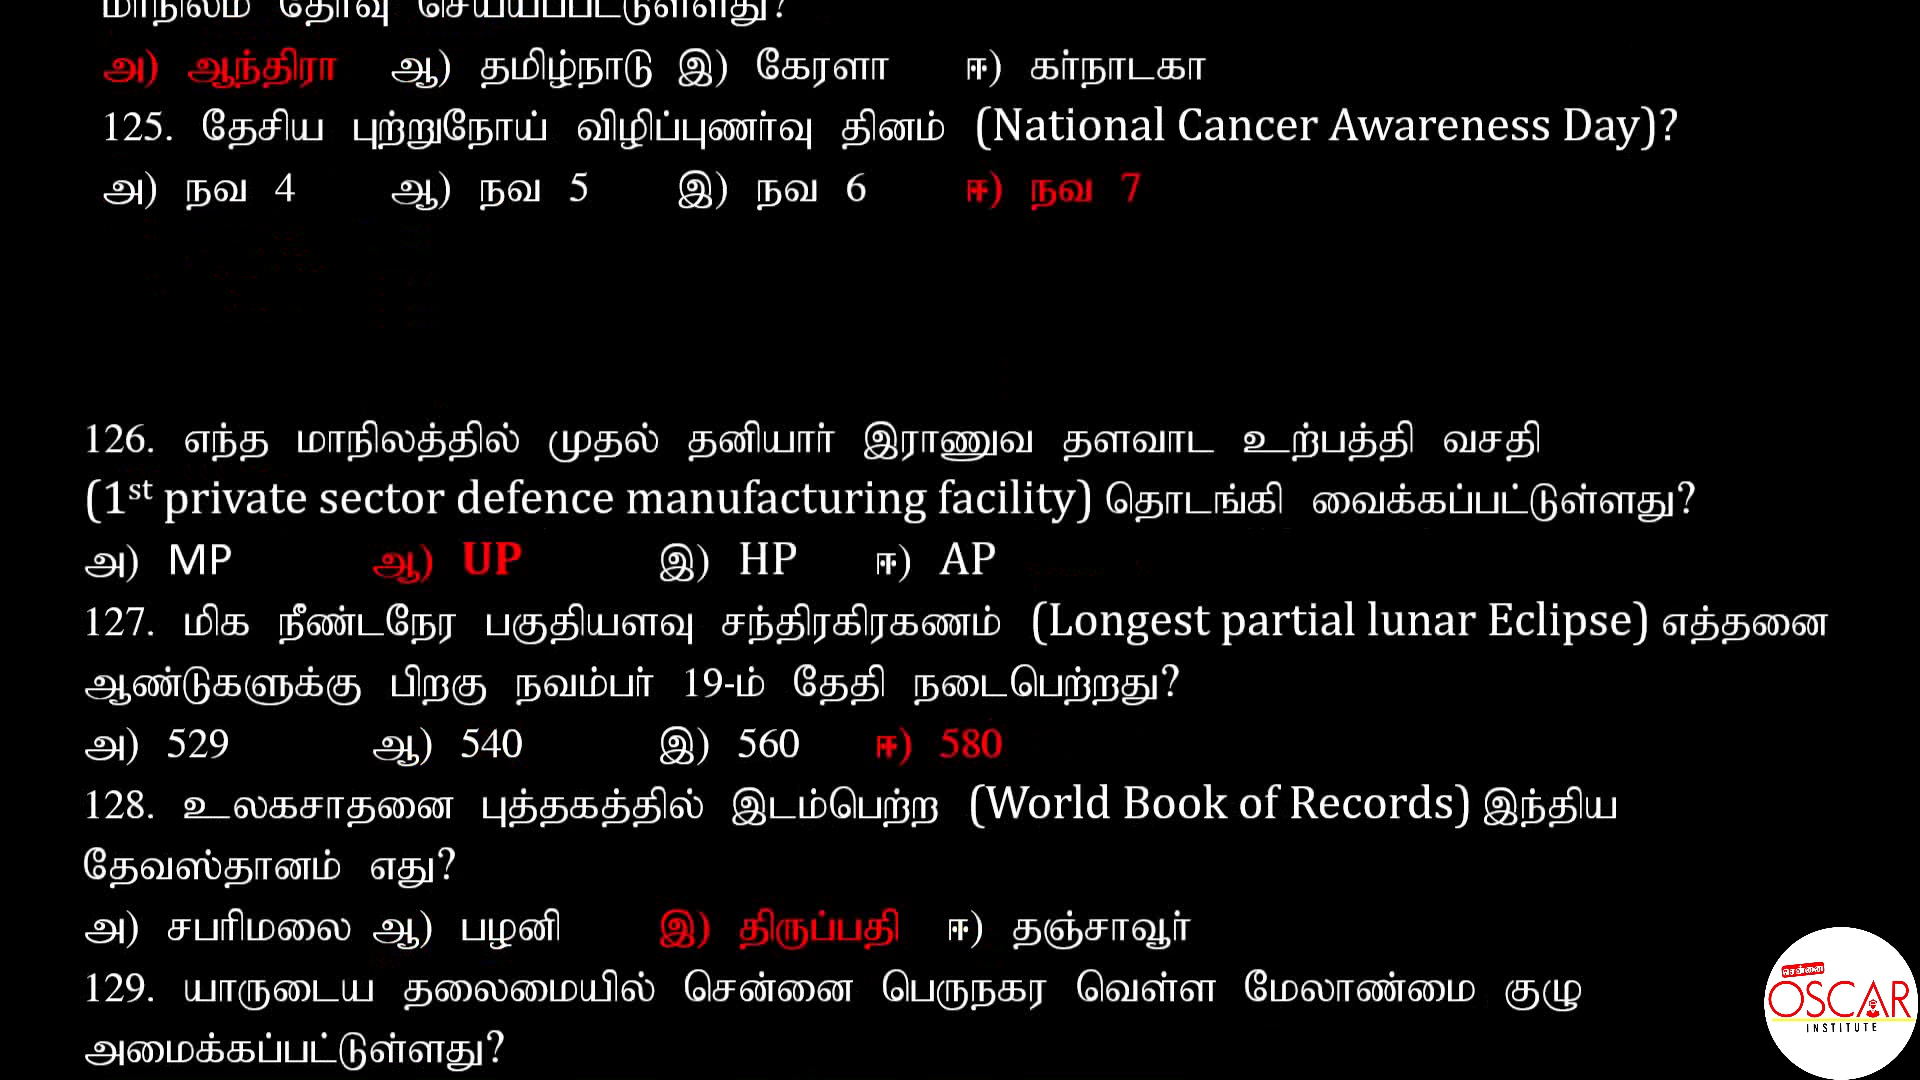 மாநிலம் தேர்வு செய்யப்பட்டுள்ளது?
அ) ஆந்திரா ஆ) தமிழ்நாடு இ) கேரளா ஈ) கர்நாடகா
125. தேசிய புற்றுநோய் விழிப்புணர்வு தினம் (National Cancer Awareness Day)?
அ) நவ 4 ஆ) நவ 5 இ) நவ 6 ஈ) நவ 7
126. எந்த மாநிலத்தில் முதல் தனியார் இராணுவ தளவாட உற்பத்தி வசதி
(1st private sector defence manufacturing facility) தொடங்கி வைக்கப்பட்டுள்ளது?
அ) MP ஆ) UP இ) HP ஈ) AP
127. மிக நீண்டநேர பகுதியளவு சந்திரகிரகணம் (Longest partial lunar Eclipse) எத்தனை
ஆண்டுகளுக்கு பிறகு நவம்பர் 19-ம் தேதி நடைபெற்றது?
அ) 529 ஆ) 540 இ) 560 ஈ) 580
128. உலகசாதனை புத்தகத்தில் இடம்பெற்ற (World Book of Records) இந்திய
தேவஸ்தானம் எது?
அ) சபரிமலை ஆ) பழனி இ) திருப்பதி ஈ) தஞ்சாவூர்
129. யாருடைய தலைமையில் சென்னை பெருநகர வெள்ள மேலாண்மை குழு
அமைக்கப்பட்டுள்ளது?
சென்னை
OSCAR
INSTITUTE